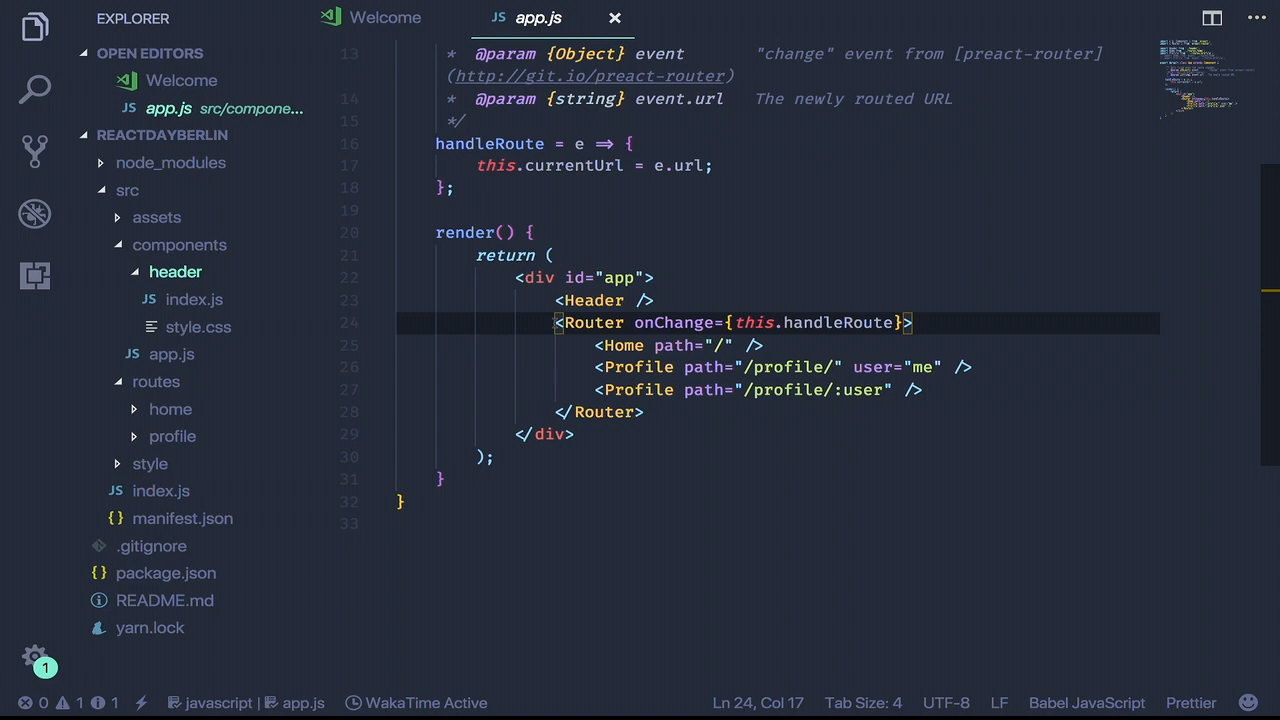 EXPLORER
OPEN EDITORS
Welcome
JS app.js src/compone...
REACTDAYBERLIN
node_modules
src
assets
components
header
JS index.js
style.css
JS app.js
routes
home
profile
style
JS index.js
{} manifest.json
.gitignore
{} package.json
README.md
yarn.lock
1
Welcome
JS app.js
13 * @param {Object} event "change" event from [preact-router]
(http://git.io/preact-router)
14 * @param {string} event.url The newly routed URL
15 */
16 handleRoute = e => {
17 this.currentUrl = e.url;
18 };
19
20 render() {
21 return (
22 <div id="app">
23 <Header />
24 <Router onChange={this.handleRoute}>
25 <Home path="/" />
26 <Profile path="/profile/" user="me" />
27 <Profile path="/profile/:user" />
28 </Router>
29 </div>
30 );
31 }
32 }
33
0 1 1 javascript | app.js WakaTime Active Ln 24, Col 17 Tab Size: 4 UTF-8 LF Babel JavaScript Prettier